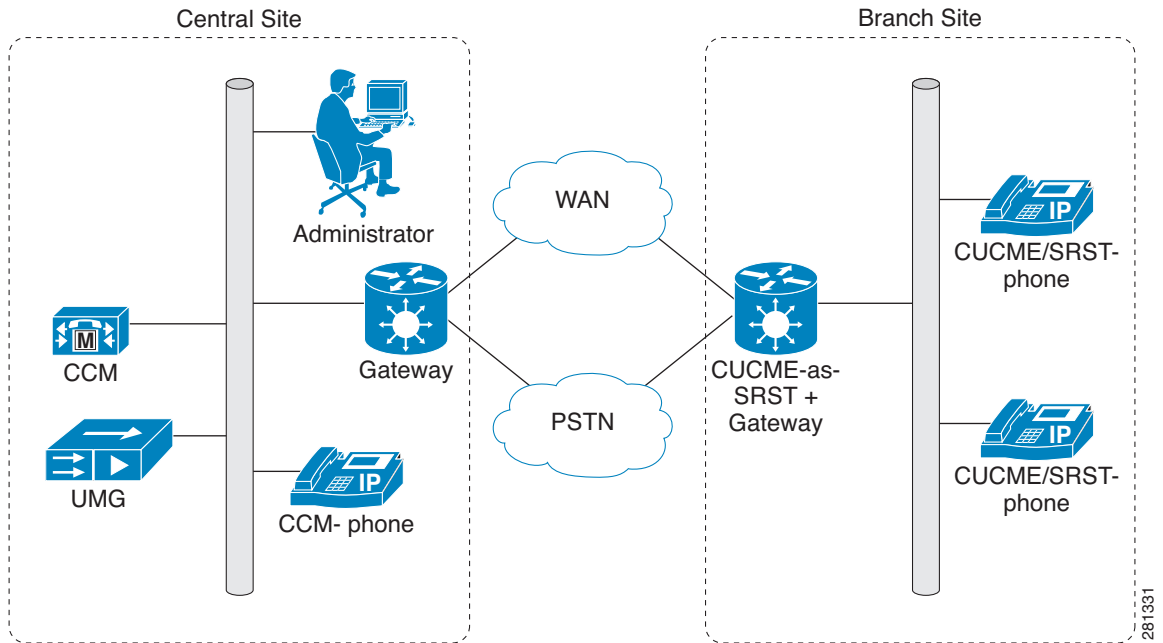 Central Site
Branch Site
Administrator
WAN
IP
CUCME/SRST-
phone
M
CCM
Gateway
CUCME-as-
SRST +
Gateway
PSTN
UMG
IP
CCM- phone
IP
CUCME/SRST-
phone
281331